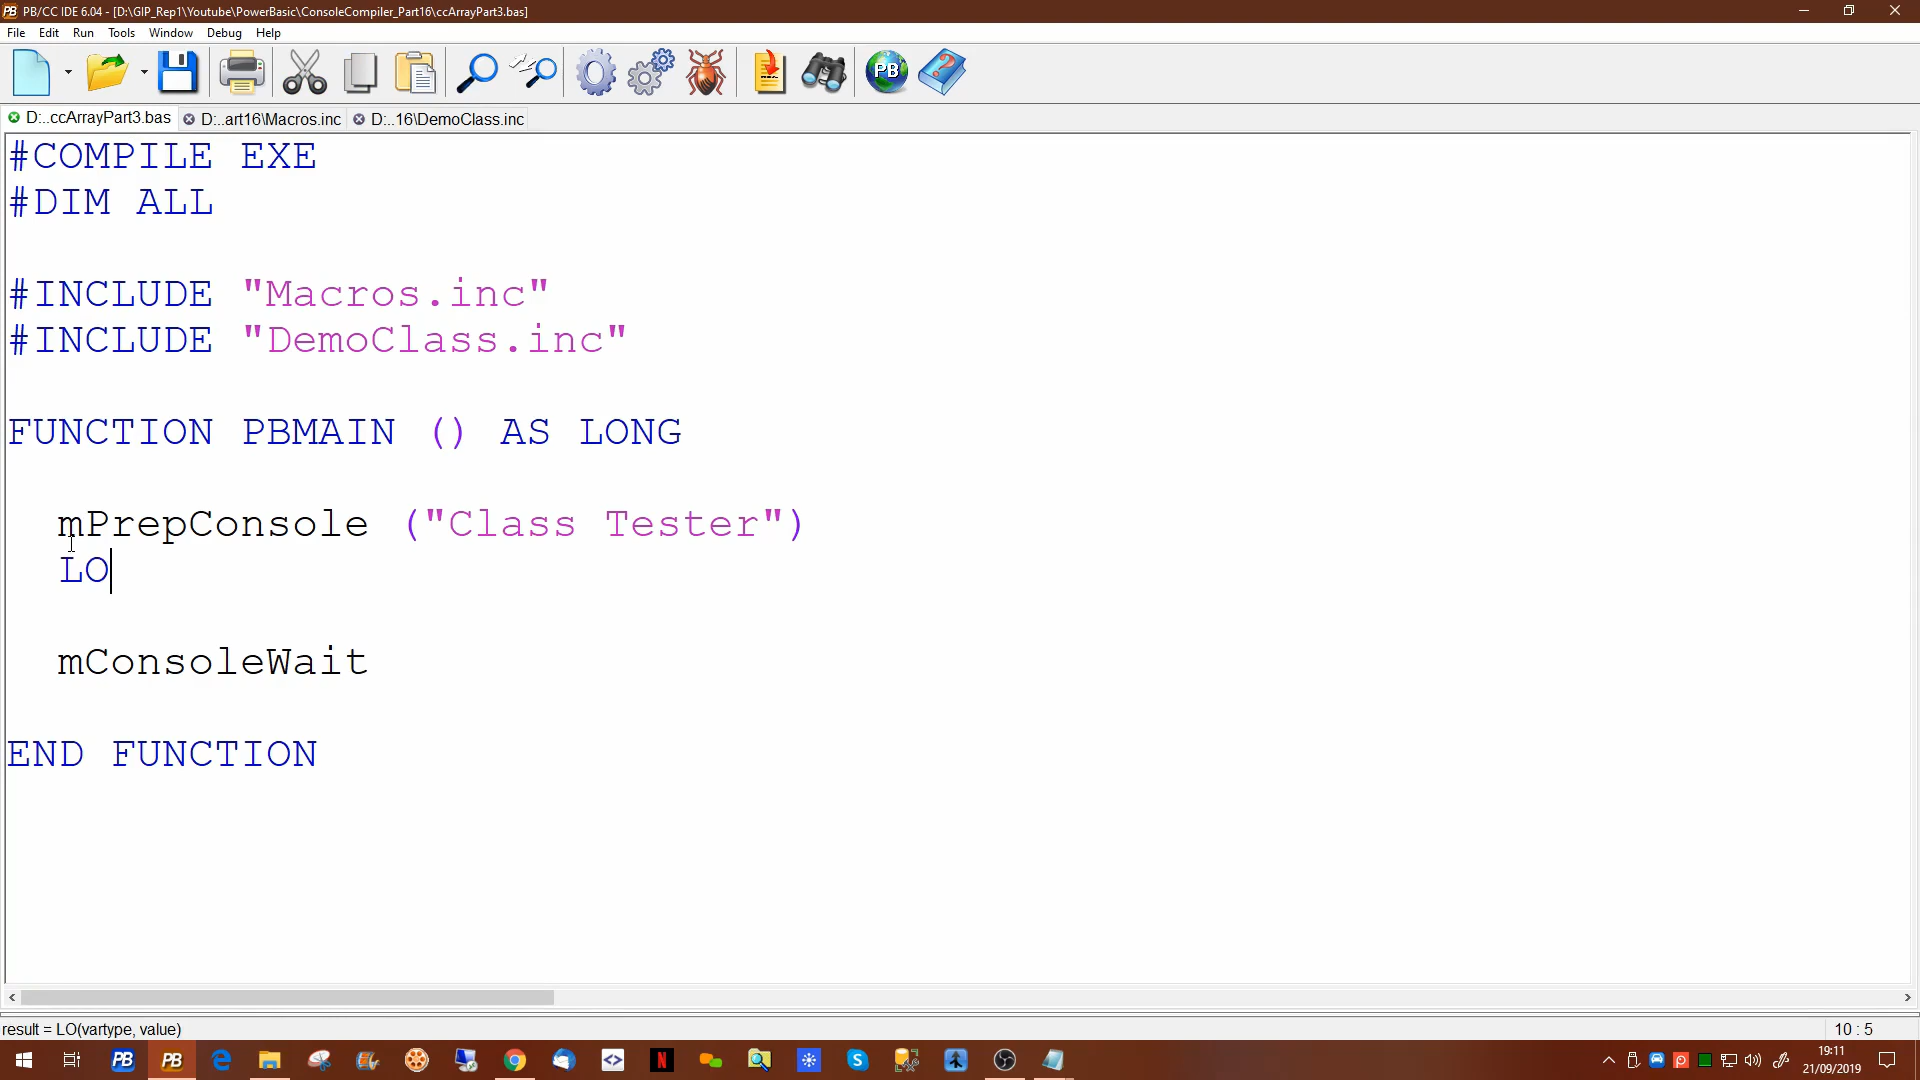 PB/CC IDE 6.04 - [D:\GIP_Rep1\Youtube\PowerBasic\ConsoleCompiler_Part16\ccArrayPart3.bas]
File Edit Run Tools Window Debug Help
PB
D:..ccArrayPart3.bas D:..art16\Macros.inc D:..16\DemoClass.inc
#COMPILE EXE
#DIM ALL
#INCLUDE "Macros.inc"
#INCLUDE "DemoClass.inc"
FUNCTION PBMAIN () AS LONG
mPrepConsole ("Class Tester")
LO
mConsoleWait
END FUNCTION
result = LO(vartype, value) 10 : 5
PB PB
19:11
21/09/2019